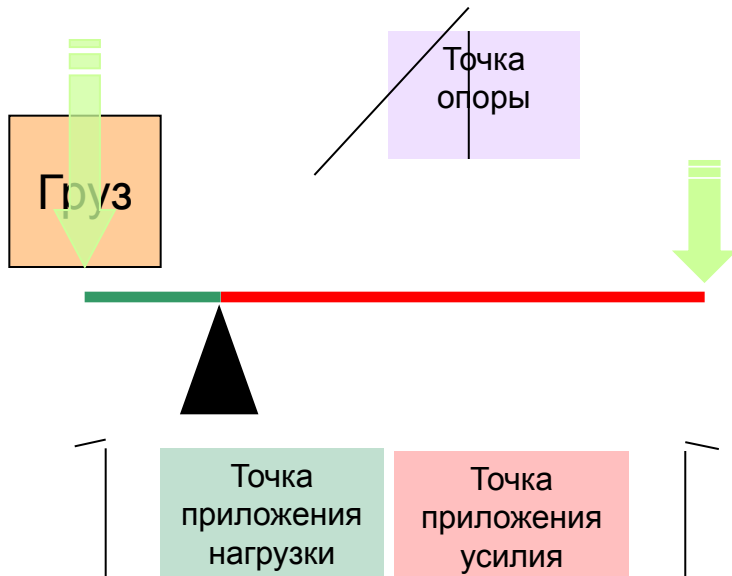 Точка
опоры
Груз
Точка
приложения
нагрузки
Точка
приложения
усилия